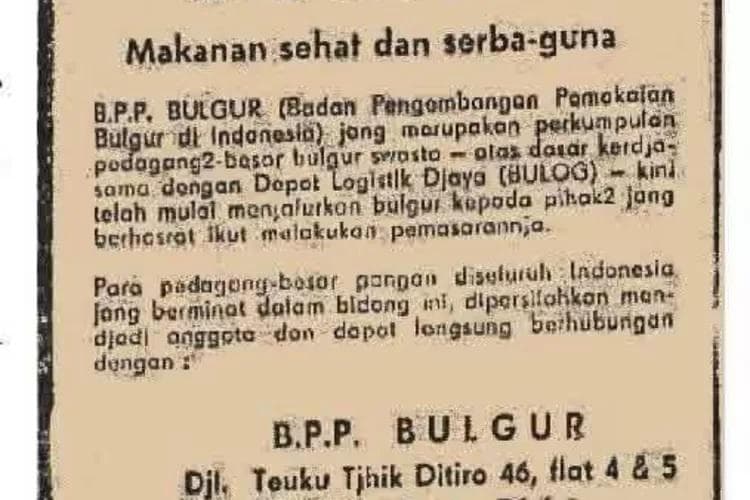 Makanan sehat dan serba-guna
B.P.P. BULGUR (Badan Pengembangan Pemakaian
Bulgur di Indonesia) jang merupakan perkumpulan
pedagang2-besar bulgur swasta — atas dasar kerdja-
sama dengan Depot Logistik Djaya (BULOG) — kini
telah mulai menjalurkan bulgur kepada pihak2 jang
berhasrat ikut melakukan pemasarannja.
Para pedagang-besar pangan diseluruh Indonesia
jang berminat dalam bidang ini, dipersilahkan men-
djadi anggota dan dapat langsung berhubungan
dengan :
B.P.P. BULGUR
Djl. Teuku Tjhik Ditiro 46, flat 4 & 5